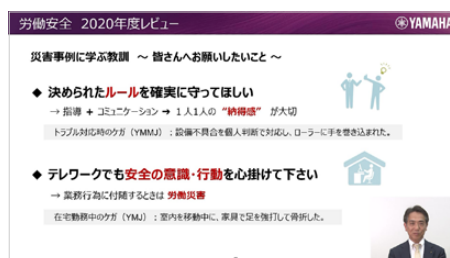 労働安全 2020年度レビュー
YAMAHA
災害事例に学ぶ教訓 ～ 皆さんへお願いしたいこと ～
◆ 決められたルールを確実に守ってほしい
→ 指導 + コミュニケーション → 1人1人の “納得感” が大切
トラブル対応時のケガ（YMMJ）；設備不具合を個人判断で対応し、ローラーに手を巻き込まれた。
◆ テレワークでも安全の意識・行動を心掛けて下さい
→ 業務行為に付随するときは 労働災害
在宅勤務中のケガ（YMJ）；室内を移動中に、家具で足を強打して骨折した。